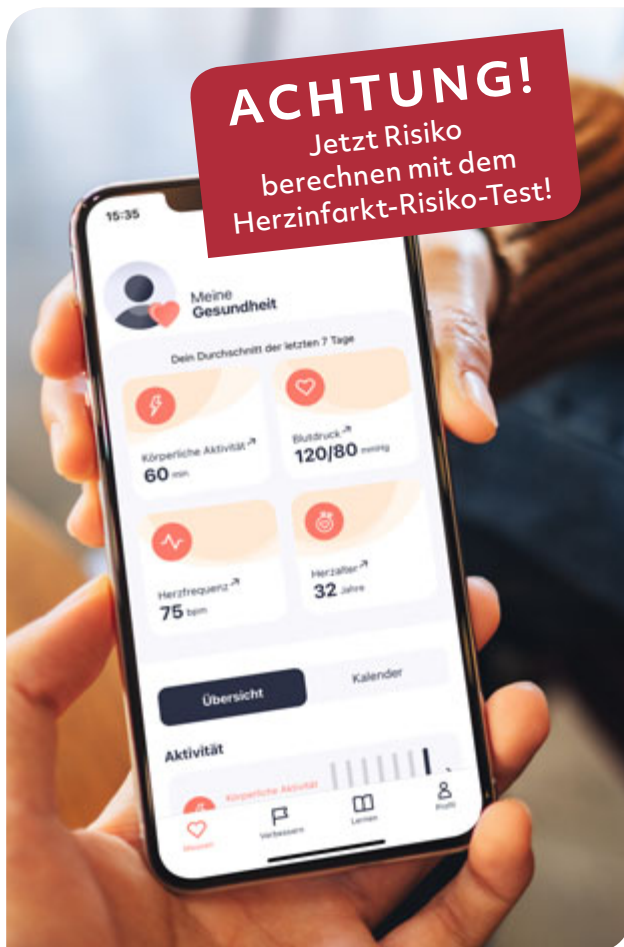 ACHTUNG!
Jetzt Risiko
berechnen mit dem
Herzinfarkt-Risiko-Test!
15:35
Meine
Gesundheit
Dein Durchschnitt der letzten 7 Tage
Körperliche Aktivität
60 min
Blutdruck
120/80 mmHg
Herzfrequenz
75 bpm
Herzalter
32 Jahre
Übersicht
Kalender
Aktivität
Körperliche Aktivität
Messen
Verbessern
Lernen
Profil